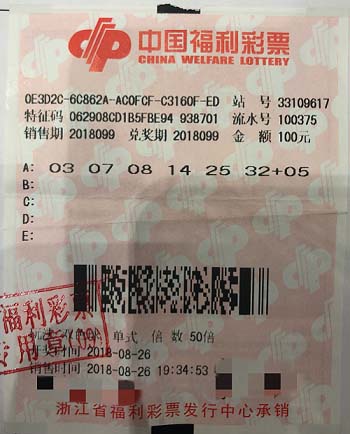 中国福利彩票
CHINA WELFARE LOTTERY
0E3D2C-6C862A-AC0FCF-C3160F-ED 站 号 33109617
特征码 062908CD1B5FBE94 938701 流水号 100375
销售期 2018099 兑奖期 2018099 金 额 100元
A: 03 07 08 14 25 32+05
B:
C:
D:
E:
福利彩票
专用章
单式 倍 数 50倍
开奖时间 2018-08-26
销售时间 2018-08-26 19:34:53
浙江省福利彩票发行中心承销